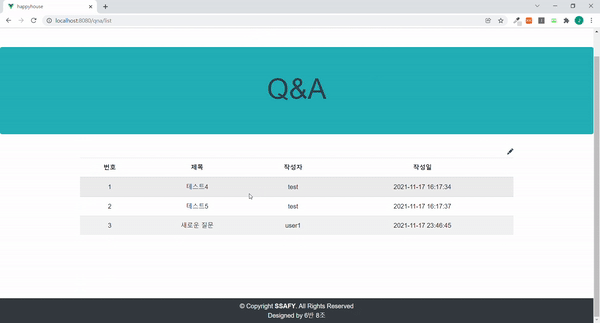 happyhouse
localhost:8080/qna/list
Q&A
번호 제목 작성자 작성일
1 테스트4 test 2021-11-17 16:17:34
2 테스트5 test 2021-11-17 16:17:37
3 새로운 질문 user1 2021-11-17 23:46:45
© Copyright SSAFY. All Rights Reserved
Designed by 6반 8조